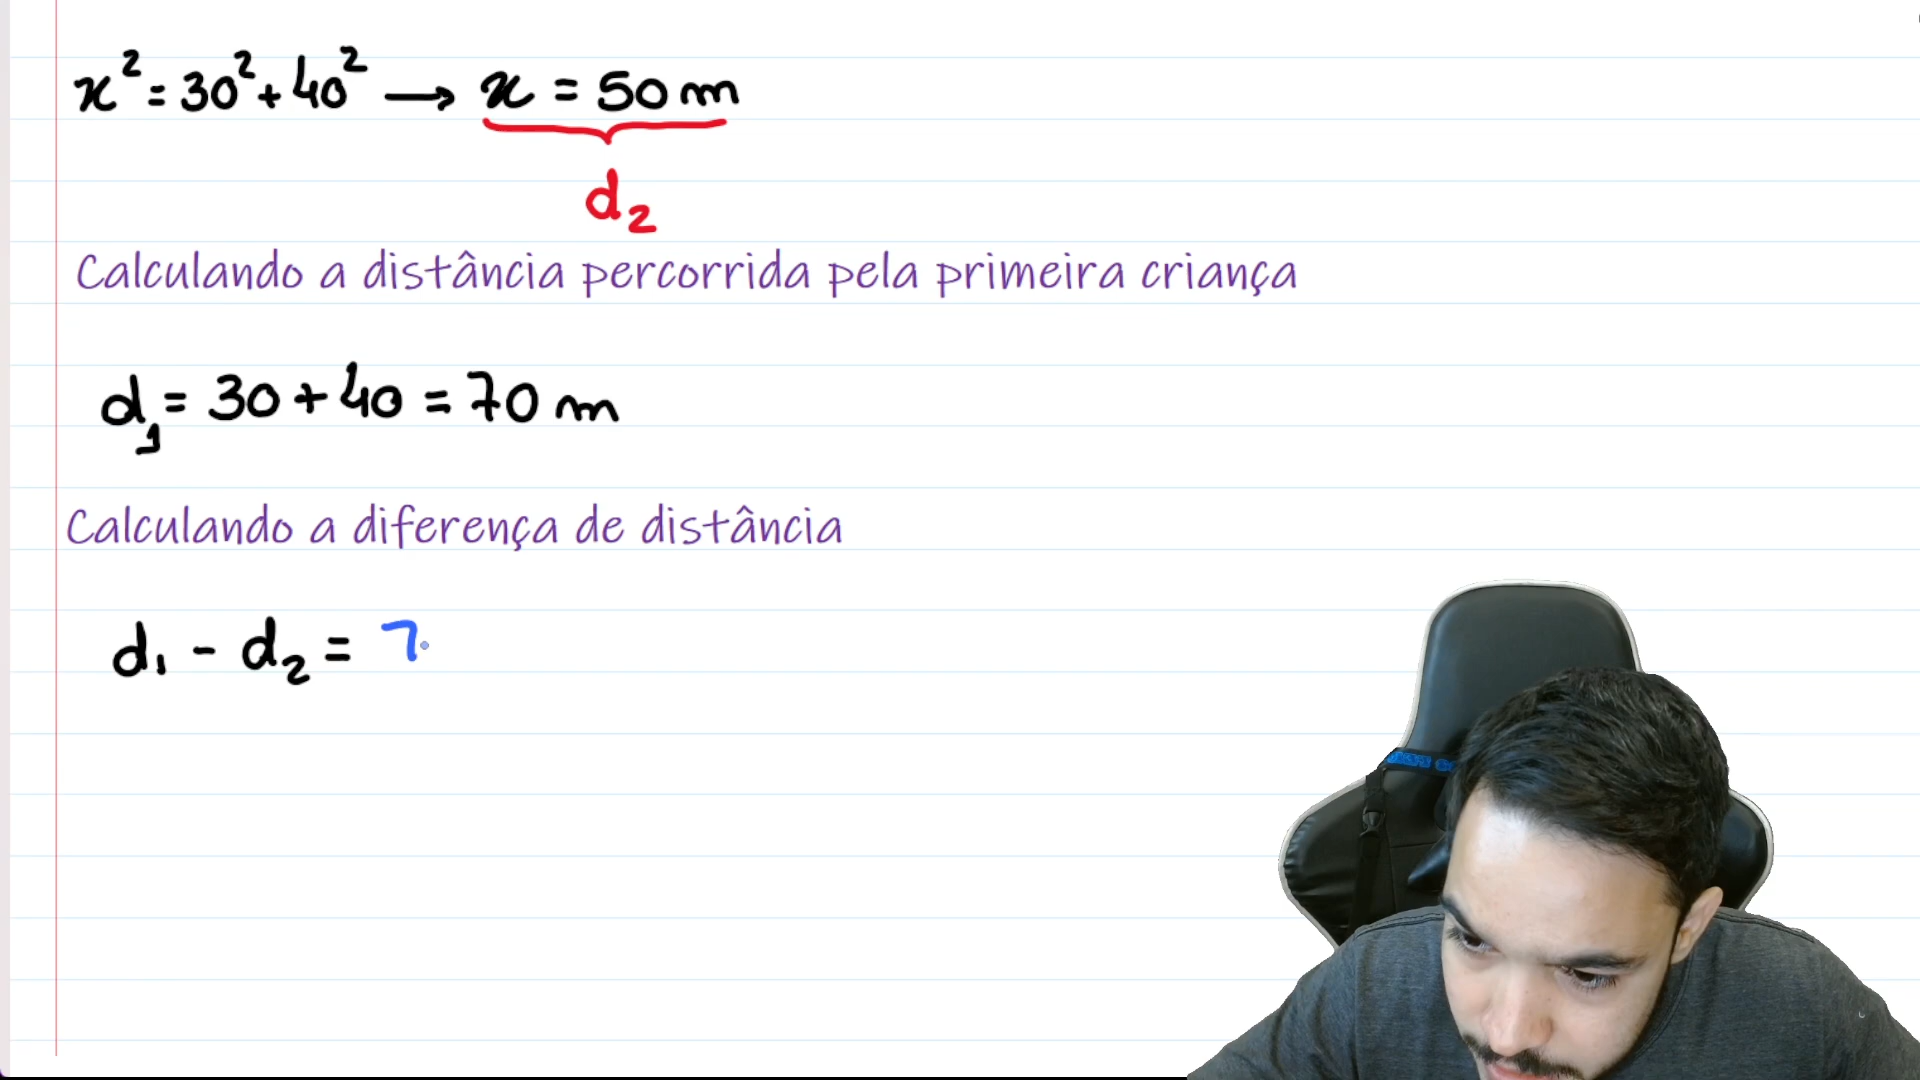 x² = 30² + 40² → x = 50 m
d₂
Calculando a distância percorrida pela primeira criança
d₁ = 30 + 40 = 70 m
Calculando a diferença de distância
d₁ - d₂ = 7